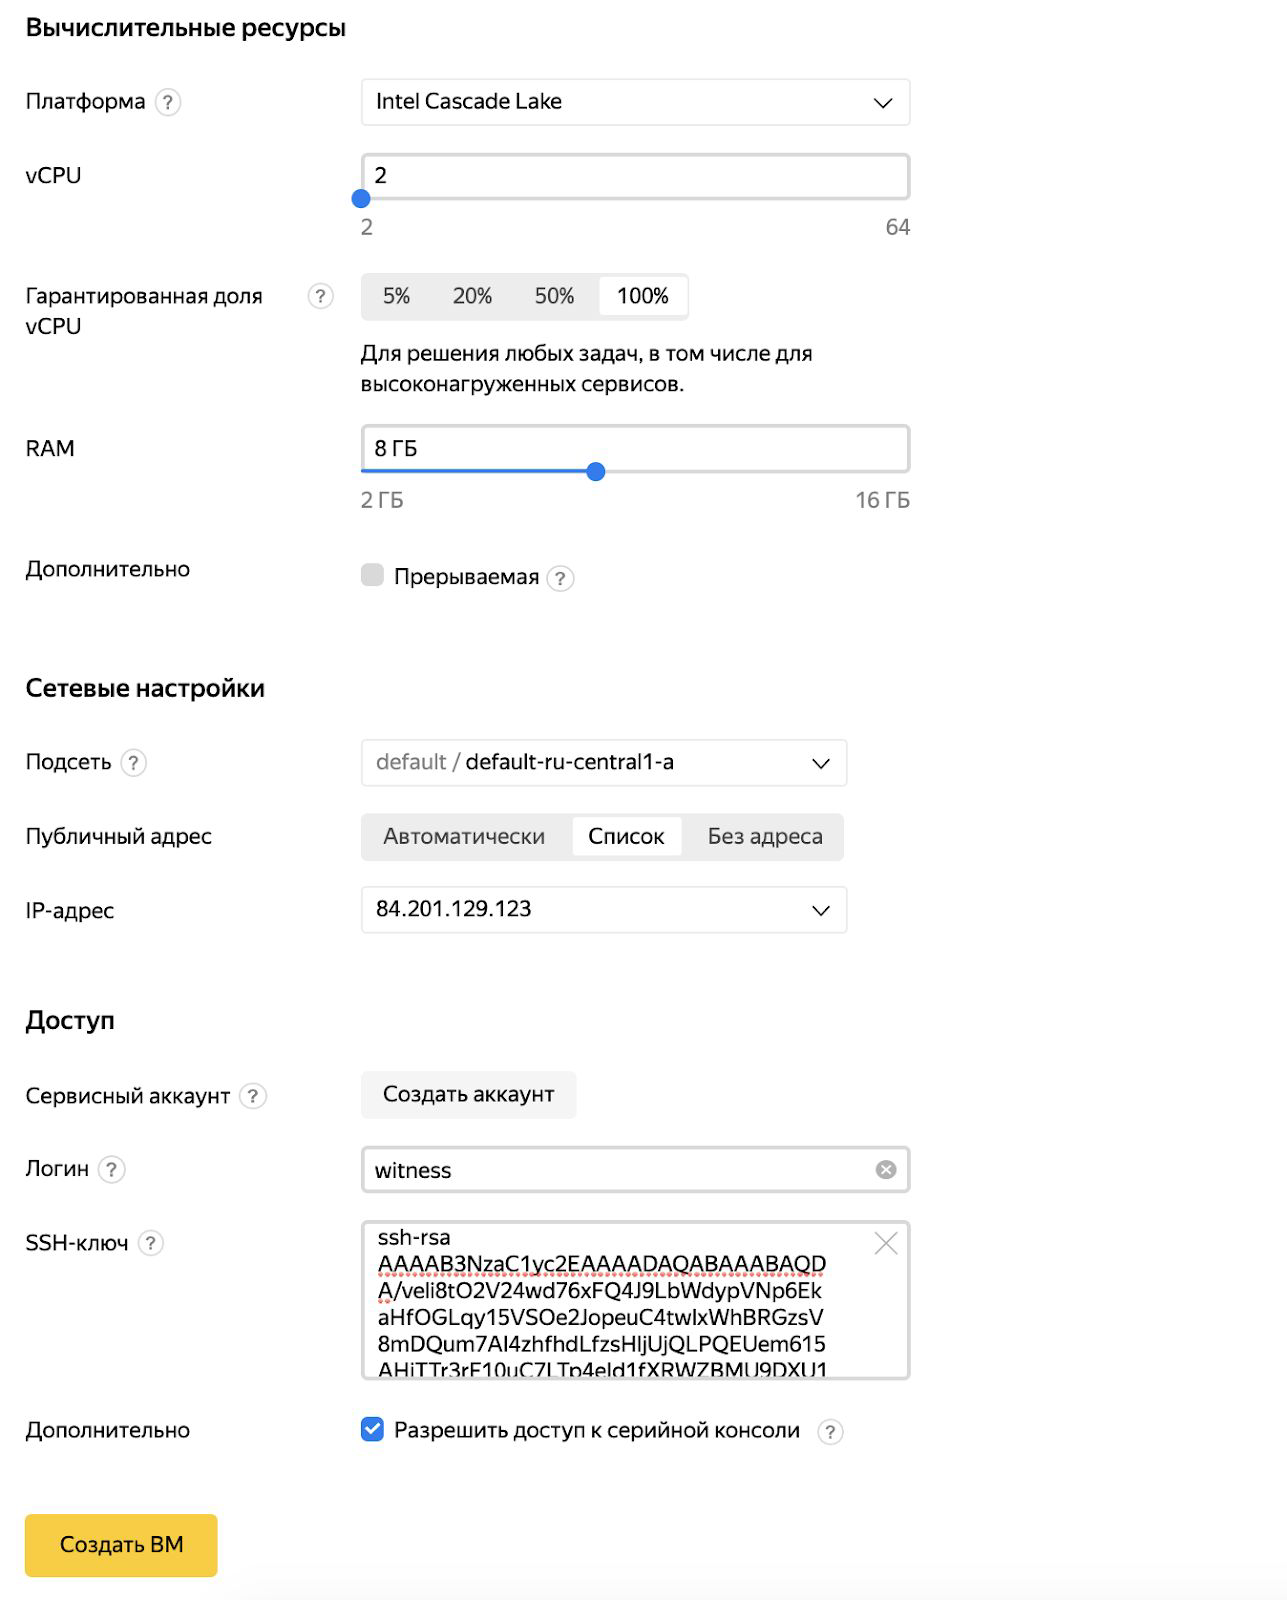 Вычислительные ресурсы
Платформа ?
Intel Cascade Lake
vCPU
2
2 64
Гарантированная доля ?
vCPU
5% 20% 50% 100%
Для решения любых задач, в том числе для
высоконагруженных сервисов.
RAM
8 ГБ
2 ГБ 16 ГБ
Дополнительно
Прерываемая ?
Сетевые настройки
Подсеть ?
default / default-ru-central1-a
Публичный адрес
Автоматически Список Без адреса
IP-адрес
84.201.129.123
Доступ
Сервисный аккаунт ?
Создать аккаунт
Логин ?
witness
SSH-ключ ?
ssh-rsa
AAAAB3NzaC1yc2EAAAADAQABAAABAQD
A/veli8tO2V24wd76xFQ4J9LbWdypVNp6Ek
aHfOGLqy15VSOe2JopeuC4twIxWhBRGzsV
8mDQum7AI4zhfhdLfzsHljUjQLPQEUem615
AHiTTr3rF10uC7LTp4eld1fXRWZBMU9DXU1
Дополнительно
Разрешить доступ к серийной консоли ?
Создать ВМ